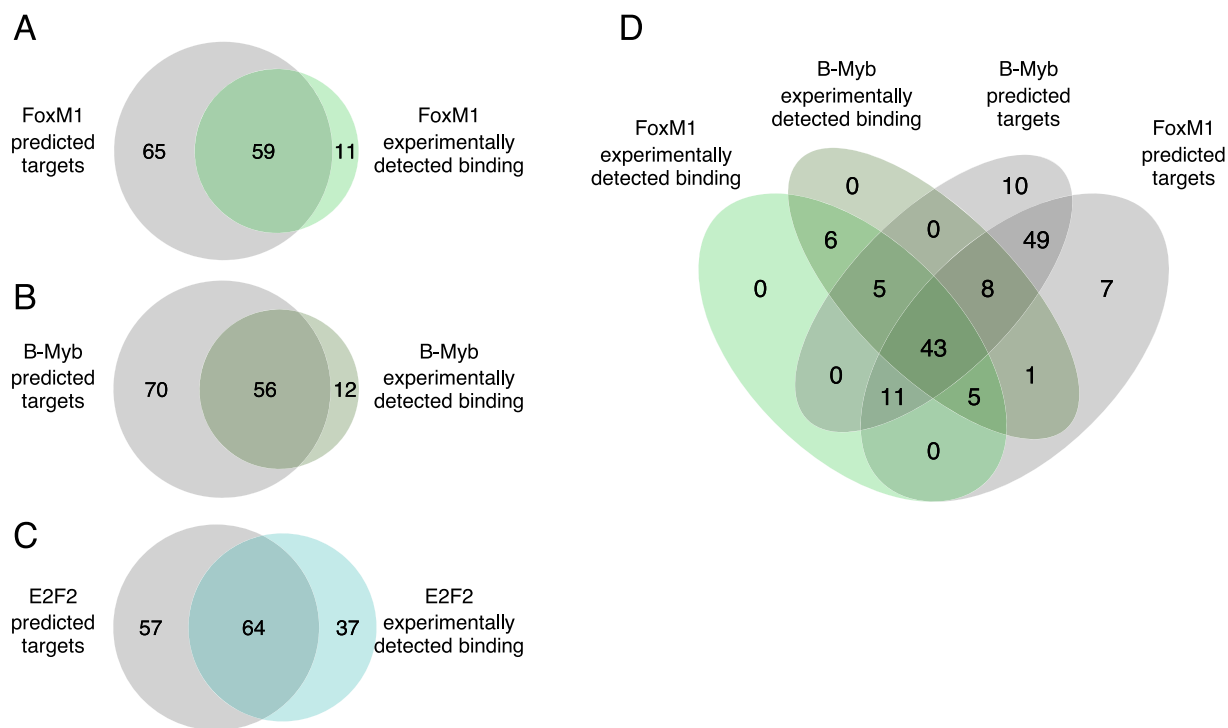 A
FoxM1
predicted
targets
65
59
11
FoxM1
experimentally
detected binding
B
B-Myb
predicted
targets
70
56
12
B-Myb
experimentally
detected binding
C
E2F2
predicted
targets
57
64
37
E2F2
experimentally
detected binding
D
FoxM1
experimentally
detected binding
B-Myb
experimentally
detected binding
B-Myb
predicted
targets
FoxM1
predicted
targets
0
10
6
0
49
0
5
8
7
43
0
11
5
1
0